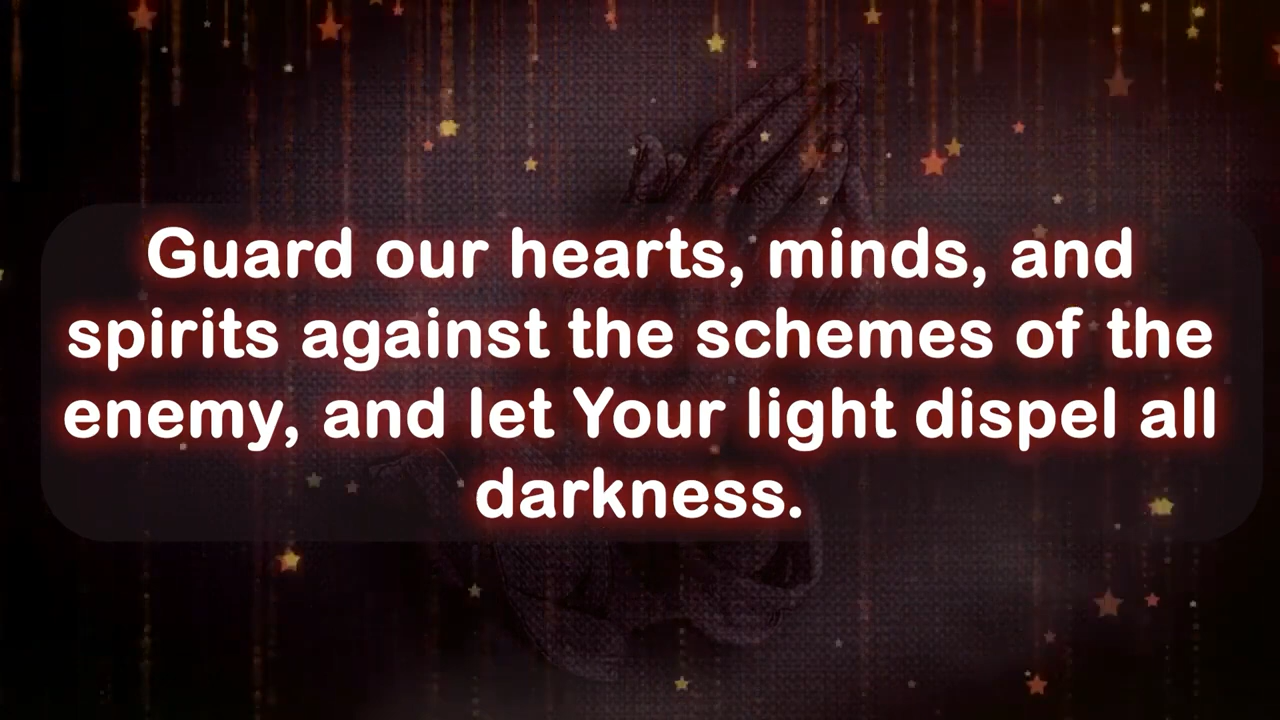 Guard our hearts, minds, and
spirits against the schemes of the
enemy, and let Your light dispel all
darkness.